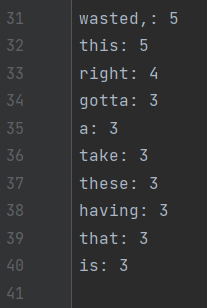 31 wasted,: 5
32 this: 5
33 right: 4
34 gotta: 3
35 a: 3
36 take: 3
37 these: 3
38 having: 3
39 that: 3
40 is: 3
41